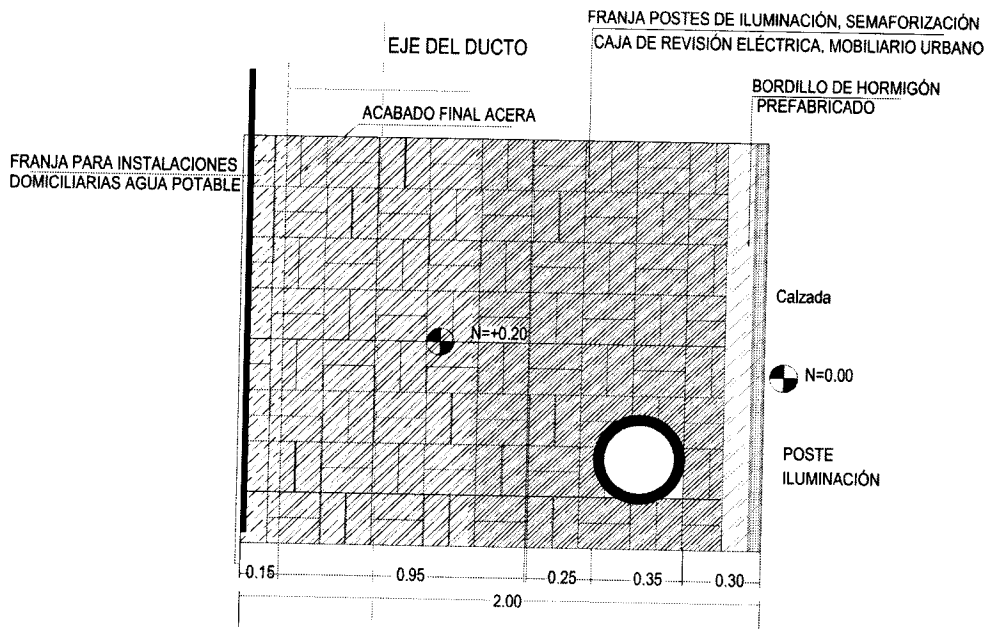 FRANJA POSTES DE ILUMINACIÓN, SEMAFORIZACIÓN
CAJA DE REVISIÓN ELÉCTRICA, MOBILIARIO URBANO
EJE DEL DUCTO
BORDILLO DE HORMIGÓN
PREFABRICADO
ACABADO FINAL ACERA
FRANJA PARA INSTALACIONES
DOMICILIARIAS AGUA POTABLE
Calzada
N=+0.20
N=0.00
POSTE
ILUMINACIÓN
0.15 0.95 0.25 0.35 0.30
2.00